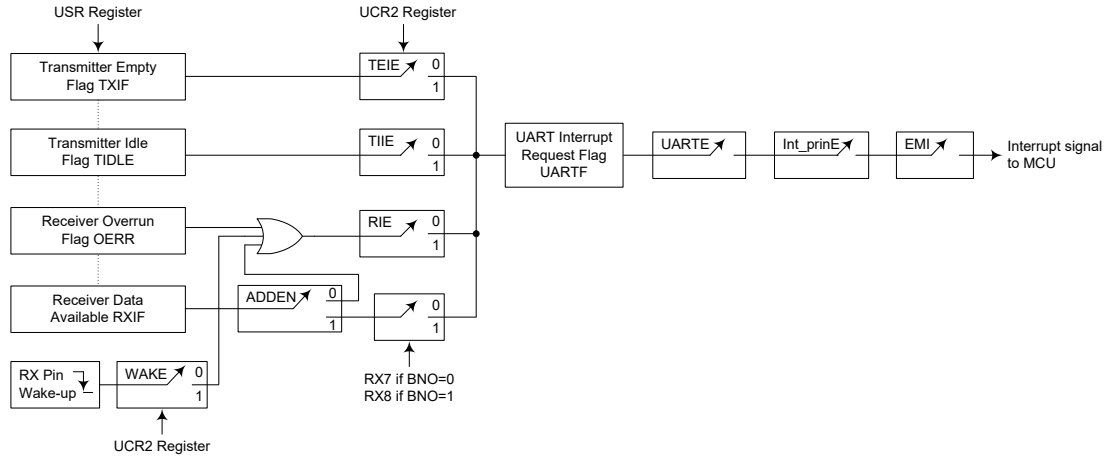 USR Register
UCR2 Register
Transmitter Empty
Flag TXIF
TEIE
0
1
Transmitter Idle
Flag TIDLE
TIIE
0
1
UART Interrupt
Request Flag
UARTF
UARTE
Int_prinE
EMI
Interrupt signal
to MCU
Receiver Overrun
Flag OERR
RIE
0
1
Receiver Data
Available RXIF
ADDEN
0
1
0
1
RX7 if BNO=0
RX8 if BNO=1
RX Pin
Wake-up
WAKE
0
1
UCR2 Register